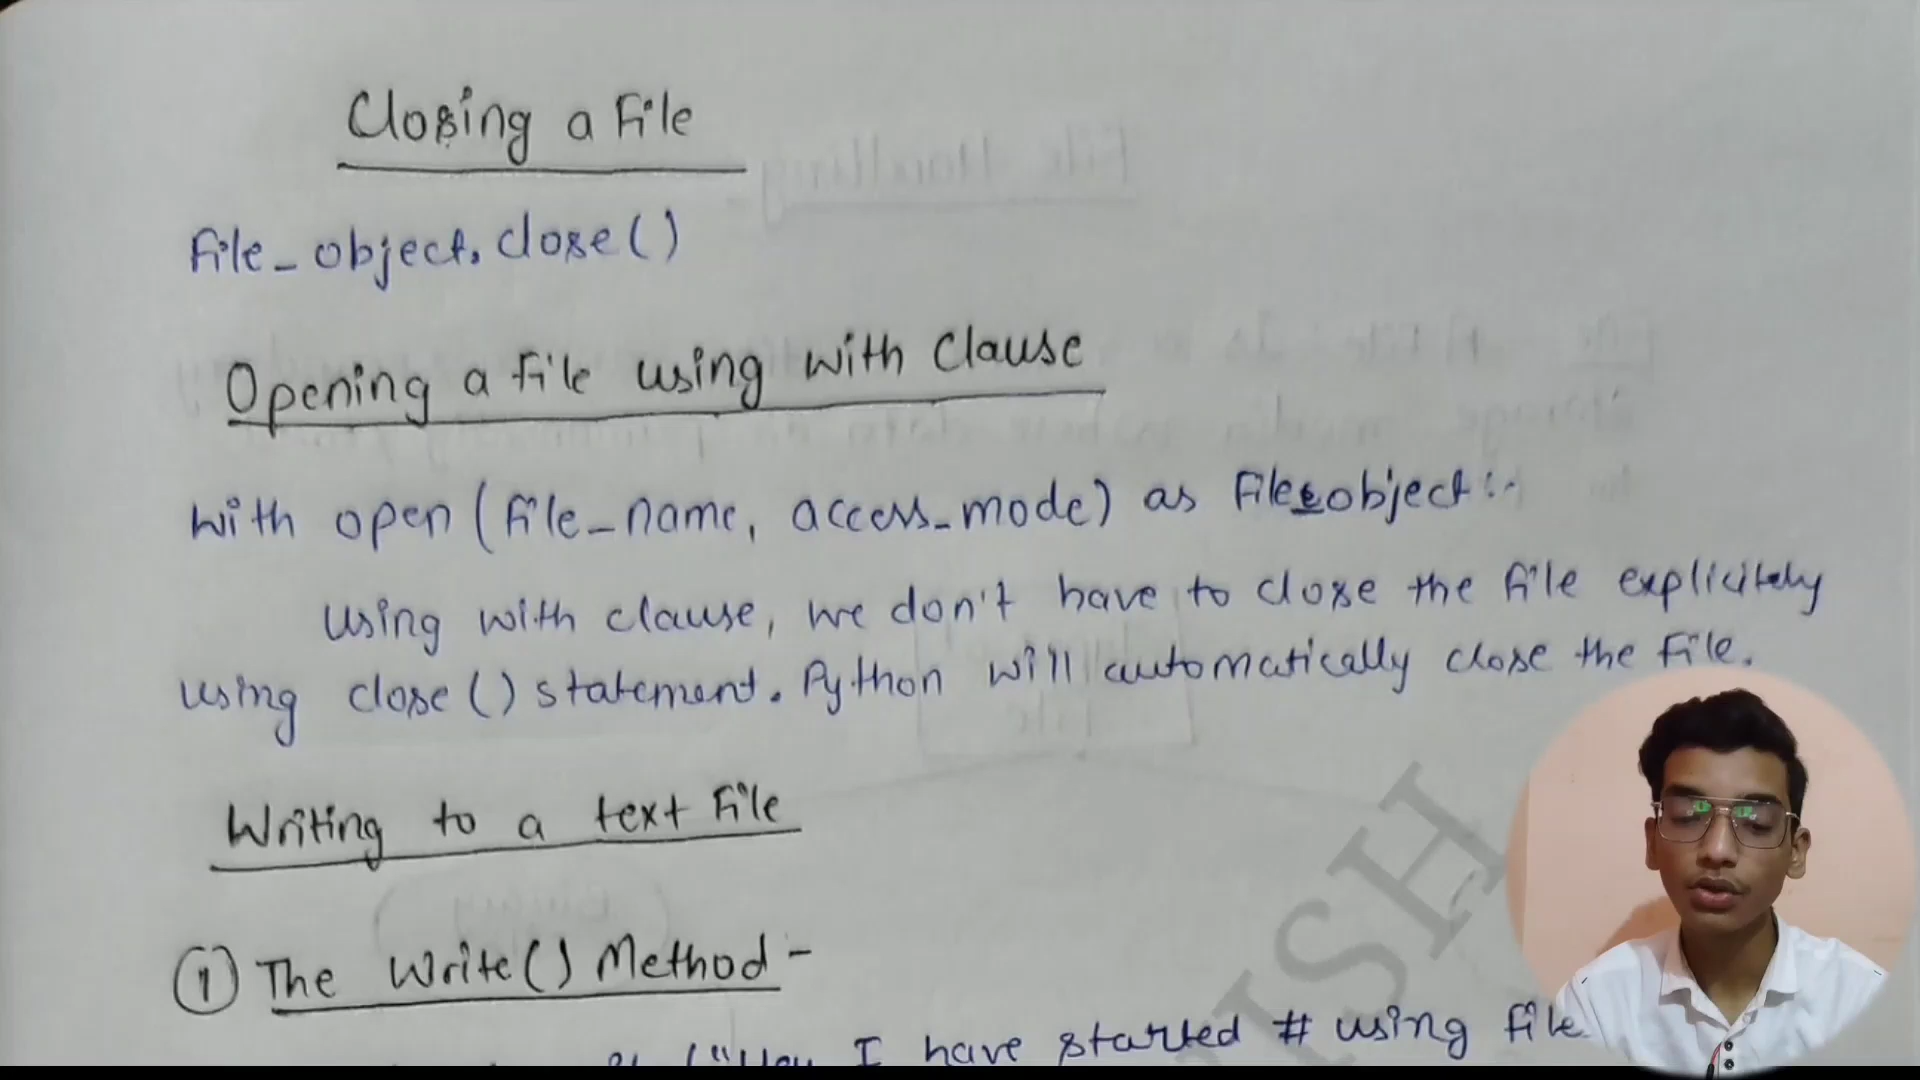 Closing a File
File_object.close()
Opening a file using with Clause
with open (file_name, access_mode) as File_object:-
using with clause, we don't have to close the file explicitely
using close() statement. Python will automatically close the file.
Writing to a text File
① The Write() Method -
I have started # using file
ISH